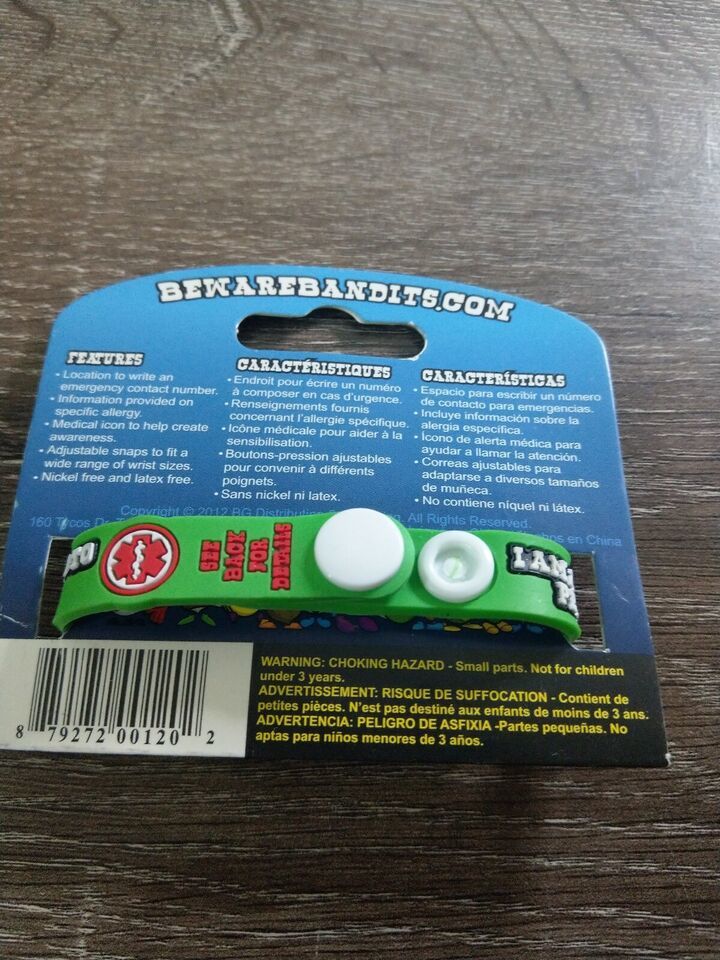 BEWAREBANDITS.COM
FEATURES
• Location to write an
emergency contact number.
• Information provided on
specific allergy.
• Medical icon to help create
awareness.
• Adjustable snaps to fit a
wide range of wrist sizes.
• Nickel free and latex free.
CARACTÉRISTIQUES
• Endroit pour écrire un numéro
à composer en cas d'urgence.
• Renseignements fournis
concernant l'allergie spécifique.
• Icône médicale pour aider à la
sensibilisation.
• Boutons-pression ajustables
pour convenir à différents
poignets.
• Sans nickel ni latex.
CARACTERÍSTICAS
• Espacio para escribir un número
de contacto para emergencias.
• Incluye información sobre la
alergia específica.
• Ícono de alerta médica para
ayudar a llamar la atención.
• Correas ajustables para
adaptarse a diversos tamaños
de muñeca.
• No contiene níquel ni látex.
Copyright © 2012 BG All Rights Reserved.
160 Tycos Dr. en China
SEE
BACK
FOR
DETAILS
I AM
WARNING: CHOKING HAZARD - Small parts. Not for children
under 3 years.
ADVERTISSEMENT: RISQUE DE SUFFOCATION - Contient de
petites pièces. N'est pas destiné aux enfants de moins de 3 ans.
ADVERTENCIA: PELIGRO DE ASFIXIA -Partes pequeñas. No
aptas para niños menores de 3 años.
8 79272 00120 2